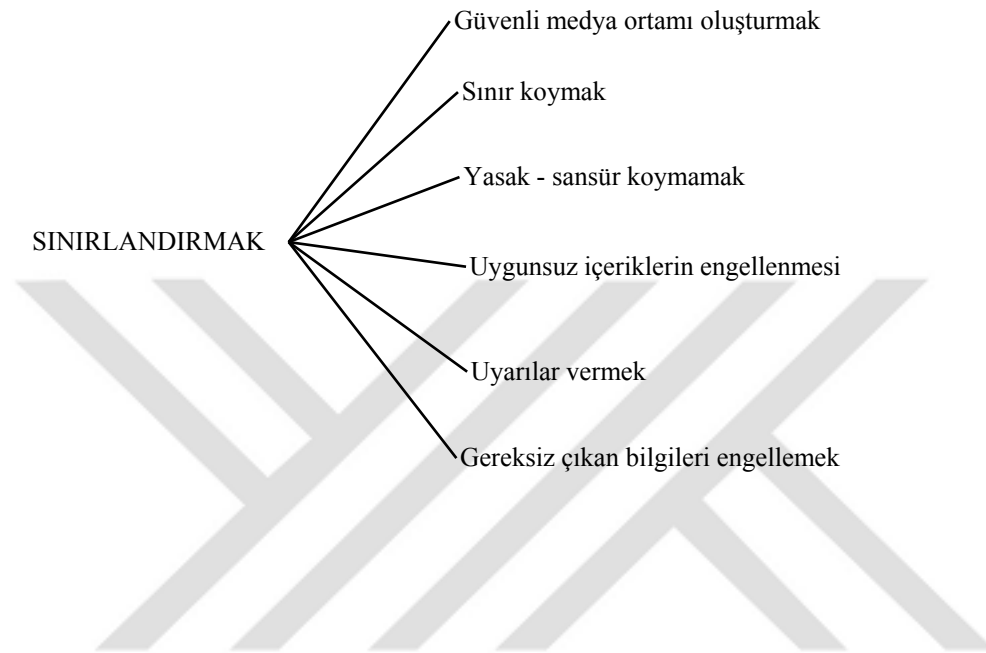 Güvenli medya ortamı oluşturmak
Sınır koymak
Yasak - sansür koymamak
SINIRLANDIRMAK
Uygunsuz içeriklerin engellenmesi
Uyarılar vermek
Gereksiz çıkan bilgileri engellemek